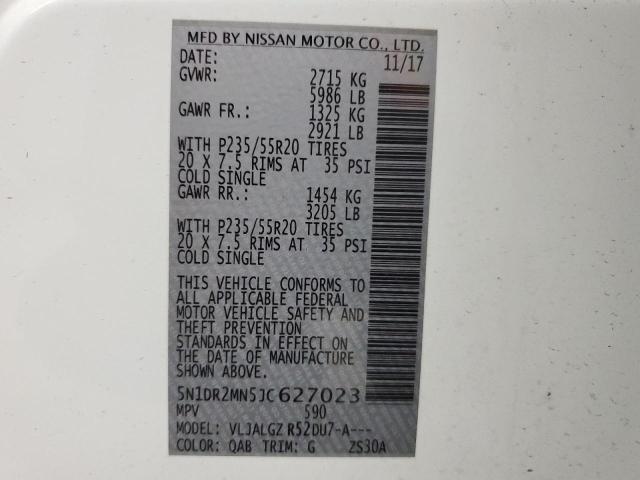 MFD BY NISSAN MOTOR CO., LTD.
DATE: 11/17
GVWR: 2715 KG
5986 LB
GAWR FR.: 1325 KG
2921 LB
WITH P235/55R20 TIRES
20 X 7.5 RIMS AT 35 PSI
COLD SINGLE
GAWR RR.: 1454 KG
3205 LB
WITH P235/55R20 TIRES
20 X 7.5 RIMS AT 35 PSI
COLD SINGLE
THIS VEHICLE CONFORMS TO
ALL APPLICABLE FEDERAL
MOTOR VEHICLE SAFETY AND
THEFT PREVENTION
STANDARDS IN EFFECT ON
THE DATE OF MANUFACTURE
SHOWN ABOVE.
5N1DR2MN5JC627023
MPV 590
MODEL: VLJALGZ R52DU7-A---
COLOR: QAB TRIM: G ZS30A